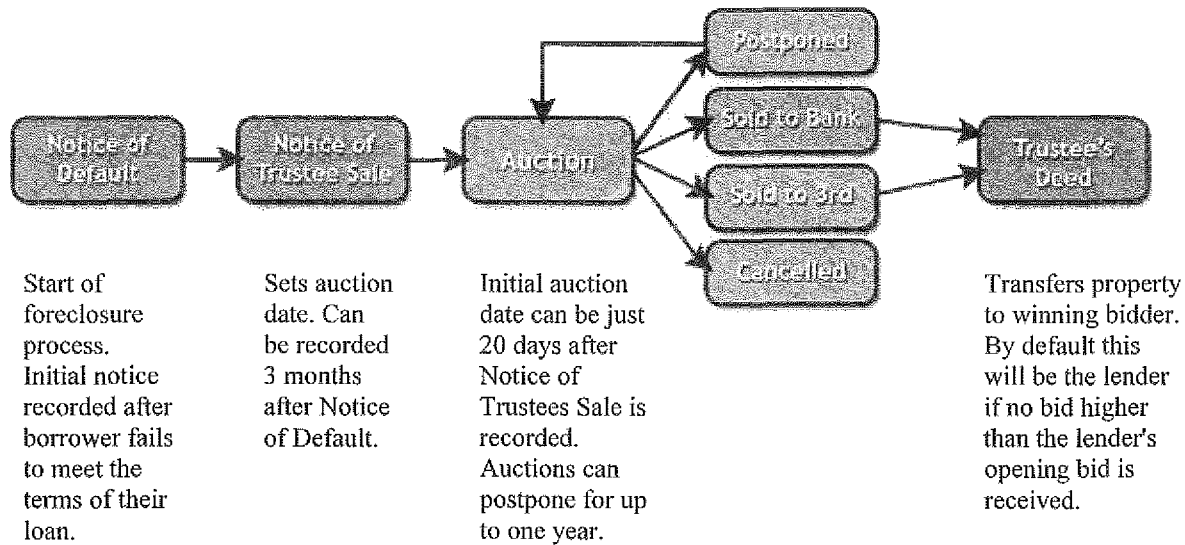 Postponed
Sold to Bank
Notice of
Default
Notice of
Trustee Sale
Auction
Trustee's
Deed
Sold to 3rd
Cancelled
Start of
foreclosure
process.
Initial notice
recorded after
borrower fails
to meet the
terms of their
loan.
Sets auction
date. Can
be recorded
3 months
after Notice
of Default.
Initial auction
date can be just
20 days after
Notice of
Trustees Sale is
recorded.
Auctions can
postpone for up
to one year.
Transfers property
to winning bidder.
By default this
will be the lender
if no bid higher
than the lender's
opening bid is
received.